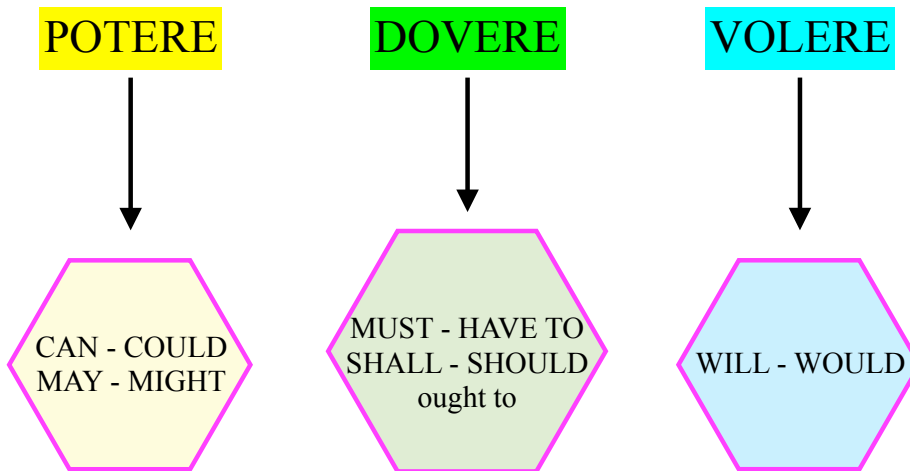 POTERE
DOVERE
VOLERE
CAN - COULD
MAY - MIGHT
MUST - HAVE TO
SHALL - SHOULD
ought to
WILL - WOULD